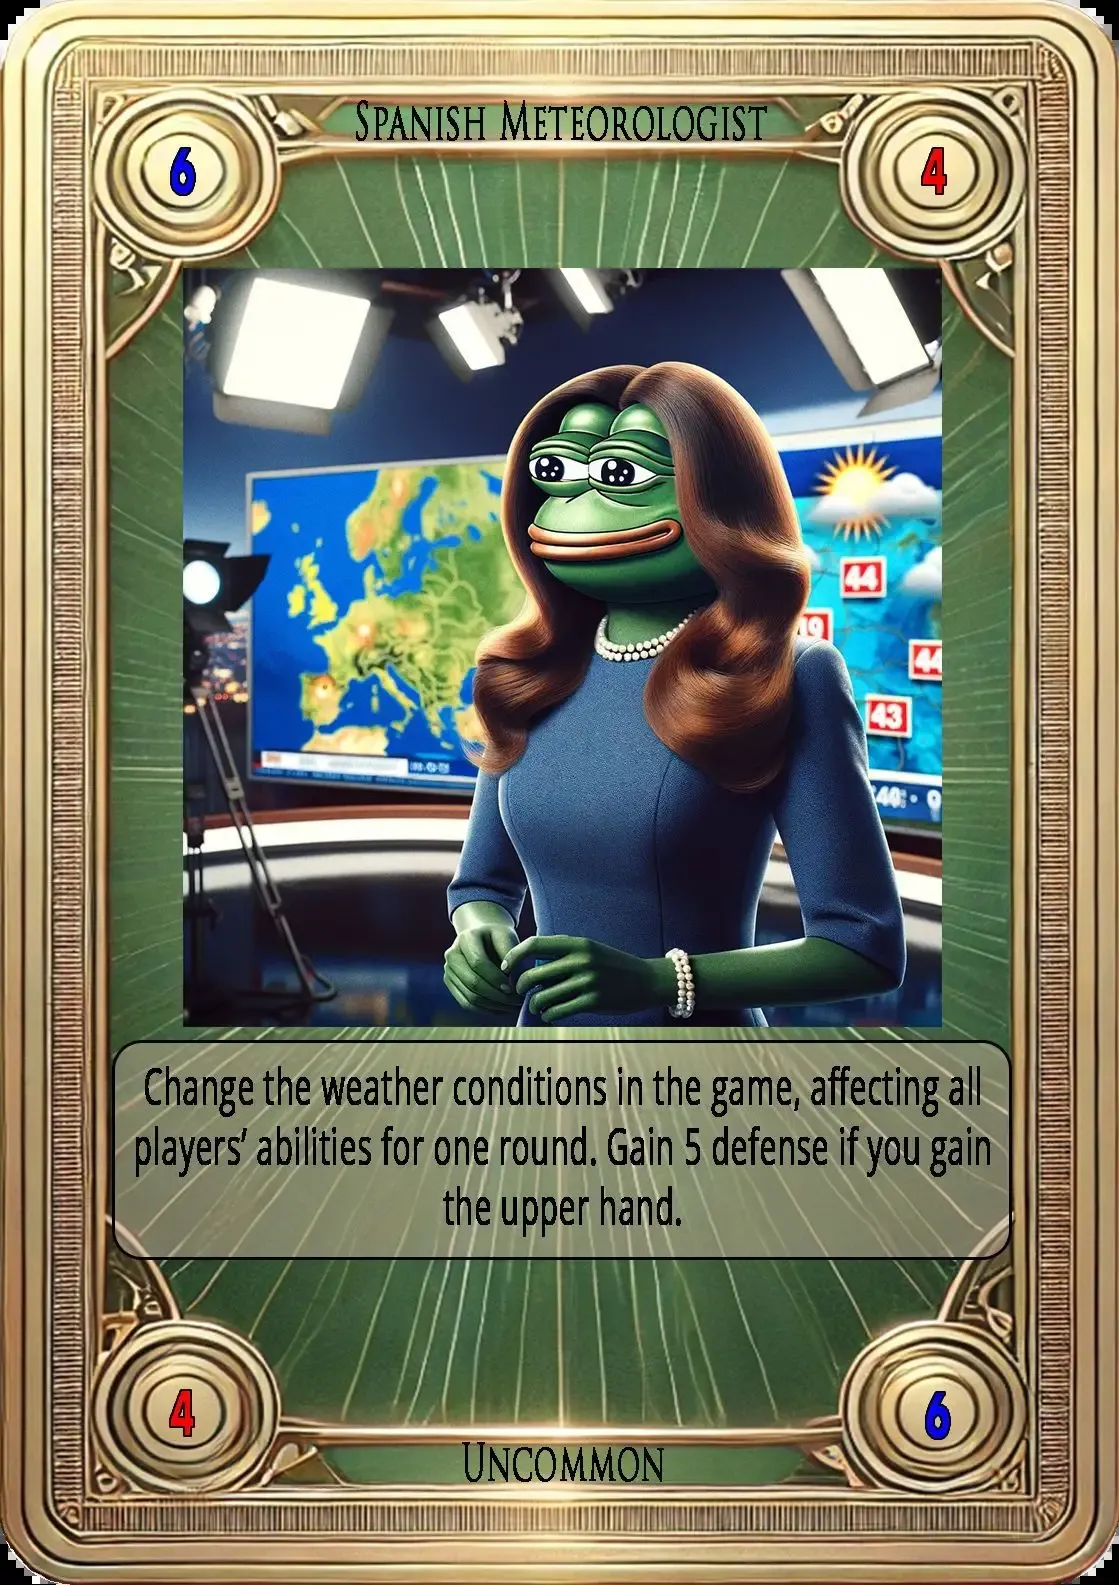 SPANISH METEOROLOGIST
6
4
44
19
44
43
40
Change the weather conditions in the game, affecting all
players’ abilities for one round. Gain 5 defense if you gain
the upper hand.
4
6
UNCOMMON